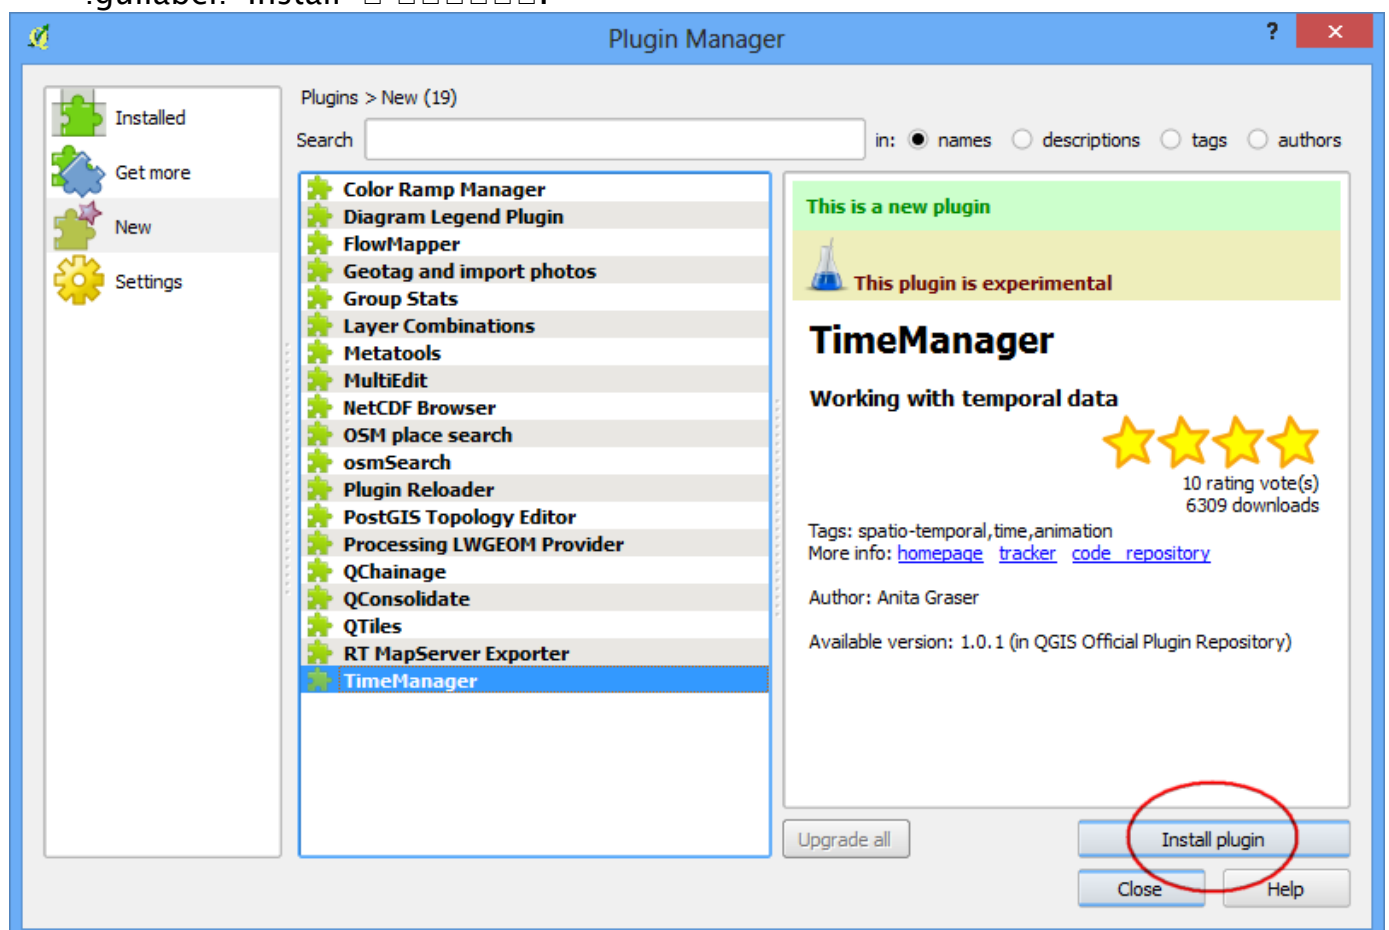 Install
Plugin Manager
?
Installed
Get more
New
Settings
Plugins > New (19)
Search
in: names descriptions tags authors
Color Ramp Manager
Diagram Legend Plugin
FlowMapper
Geotag and import photos
Group Stats
Layer Combinations
Metatools
MultiEdit
NetCDF Browser
OSM place search
osmSearch
Plugin Reloader
PostGIS Topology Editor
Processing LWGEOM Provider
QChainage
QConsolidate
QTiles
RT MapServer Exporter
TimeManager
This is a new plugin
This plugin is experimental
TimeManager
Working with temporal data
10 rating vote(s)
6309 downloads
Tags: spatio-temporal,time,animation
More info: homepage tracker code repository
Author: Anita Graser
Available version: 1.0.1 (in QGIS Official Plugin Repository)
Upgrade all
Install plugin
Close
Help